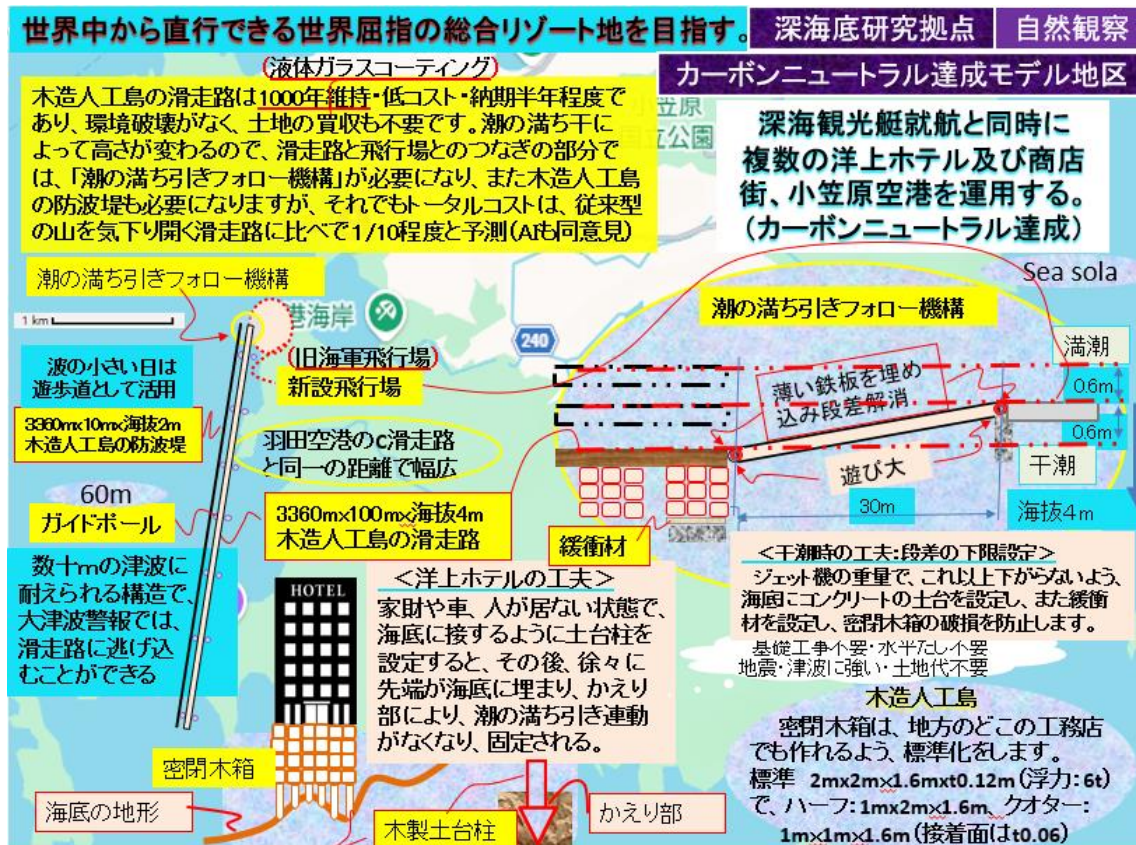 世界中から直行できる世界屈指の総合リゾート地を目指す。
深海底研究拠点
自然観察
カーボンニュートラル達成モデル地区
(液体ガラスコーティング)
木造人工島の滑走路は1000年維持・低コスト・納期半年程度で
あり、環境破壊がなく、土地の買収も不要です。潮の満ち干に
よって高さが変わるので、滑走路と飛行場とのつなぎの部分で
は、「潮の満ち引きフォロー機構」が必要になり、また木造人工島
の防波堤も必要になりますが、それでもトータルコストは、従来型
の山を気下り開く滑走路に比べて1/10程度と予測(AIも同意見)
小笠原
国立公園
深海観光艇就航と同時に
複数の洋上ホテル及び商店
街、小笠原空港を運用する。
(カーボンニュートラル達成)
潮の満ち引きフォロー機構
1 km
港海岸
240
(旧海軍飛行場)
新設飛行場
波の小さい日は
遊歩道として活用
3360mx10mx海抜2m
木造人工島の防波堤
羽田空港のc滑走路
と同一の距離で幅広
60m
ガイドポール
3360mx100mx海抜4m
木造人工島の滑走路
数十mの津波に
耐えられる構造で、
大津波警報では、
滑走路に逃げ込
むことができる
Sea sola
潮の満ち引きフォロー機構
満潮
薄い鉄板を埋め
込み段差解消
0.6m
0.6m
遊び大
干潮
30m
海抜4m
緩衝材
<干潮時の工夫:段差の下限設定>
ジェット機の重量で、これ以上下がらないよう、
海底にコンクリートの土台を設定し、また緩衝
材を設定し、密閉木箱の破損を防止します。
基礎工事不要・水平だし不要
地震・津波に強い・土地代不要
HOTEL
<洋上ホテルの工夫>
家財や車、人が居ない状態で、
海底に接するように土台柱を
設定すると、その後、徐々に
先端が海底に埋まり、かえり
部により、潮の満ち引き連動
がなくなり、固定される。
密閉木箱
海底の地形
木製土台柱
かえり部
木造人工島
密閉木箱は、地方のどこの工務店
でも作れるよう、標準化をします。
標準 2mx2mx1.6mxt0.12m(浮力:6t)
で、ハーフ:1mx2mx1.6m、クオター:
1mx1mx1.6m(接着面はt0.06)